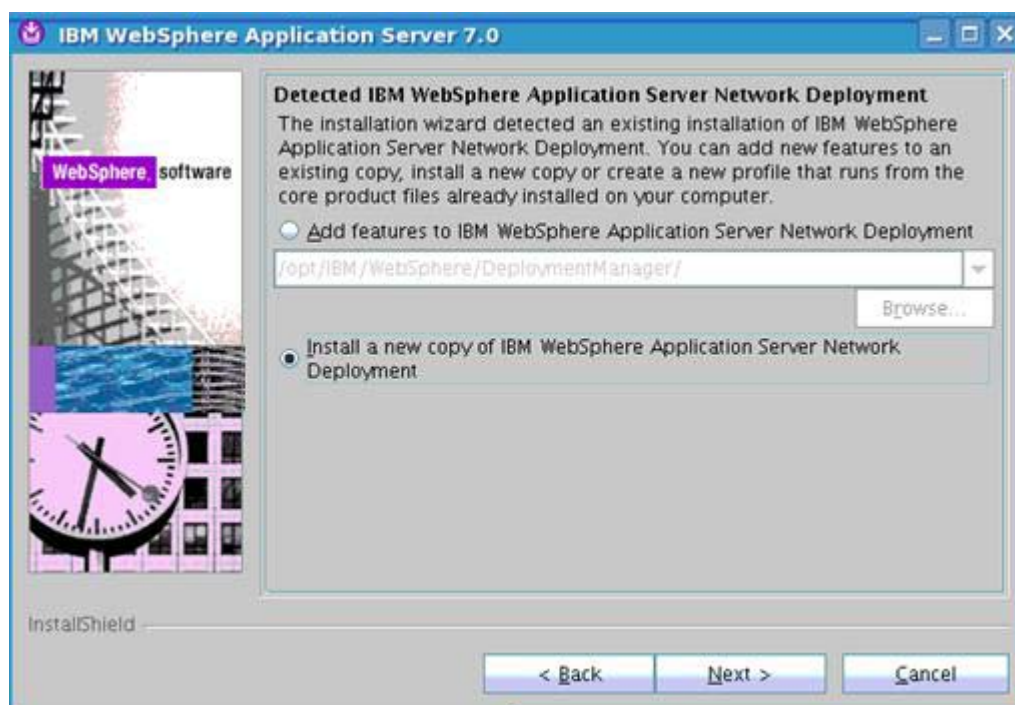 IBM WebSphere Application Server 7.0
WebSphere. software
Detected IBM WebSphere Application Server Network Deployment
The installation wizard detected an existing installation of IBM WebSphere
Application Server Network Deployment. You can add new features to an
existing copy, install a new copy or create a new profile that runs from the
core product files already installed on your computer.
Add features to IBM WebSphere Application Server Network Deployment
/opt/IBM/WebSphere/DeploymentManager/
Browse...
Install a new copy of IBM WebSphere Application Server Network
Deployment
InstallShield
< Back
Next >
Cancel